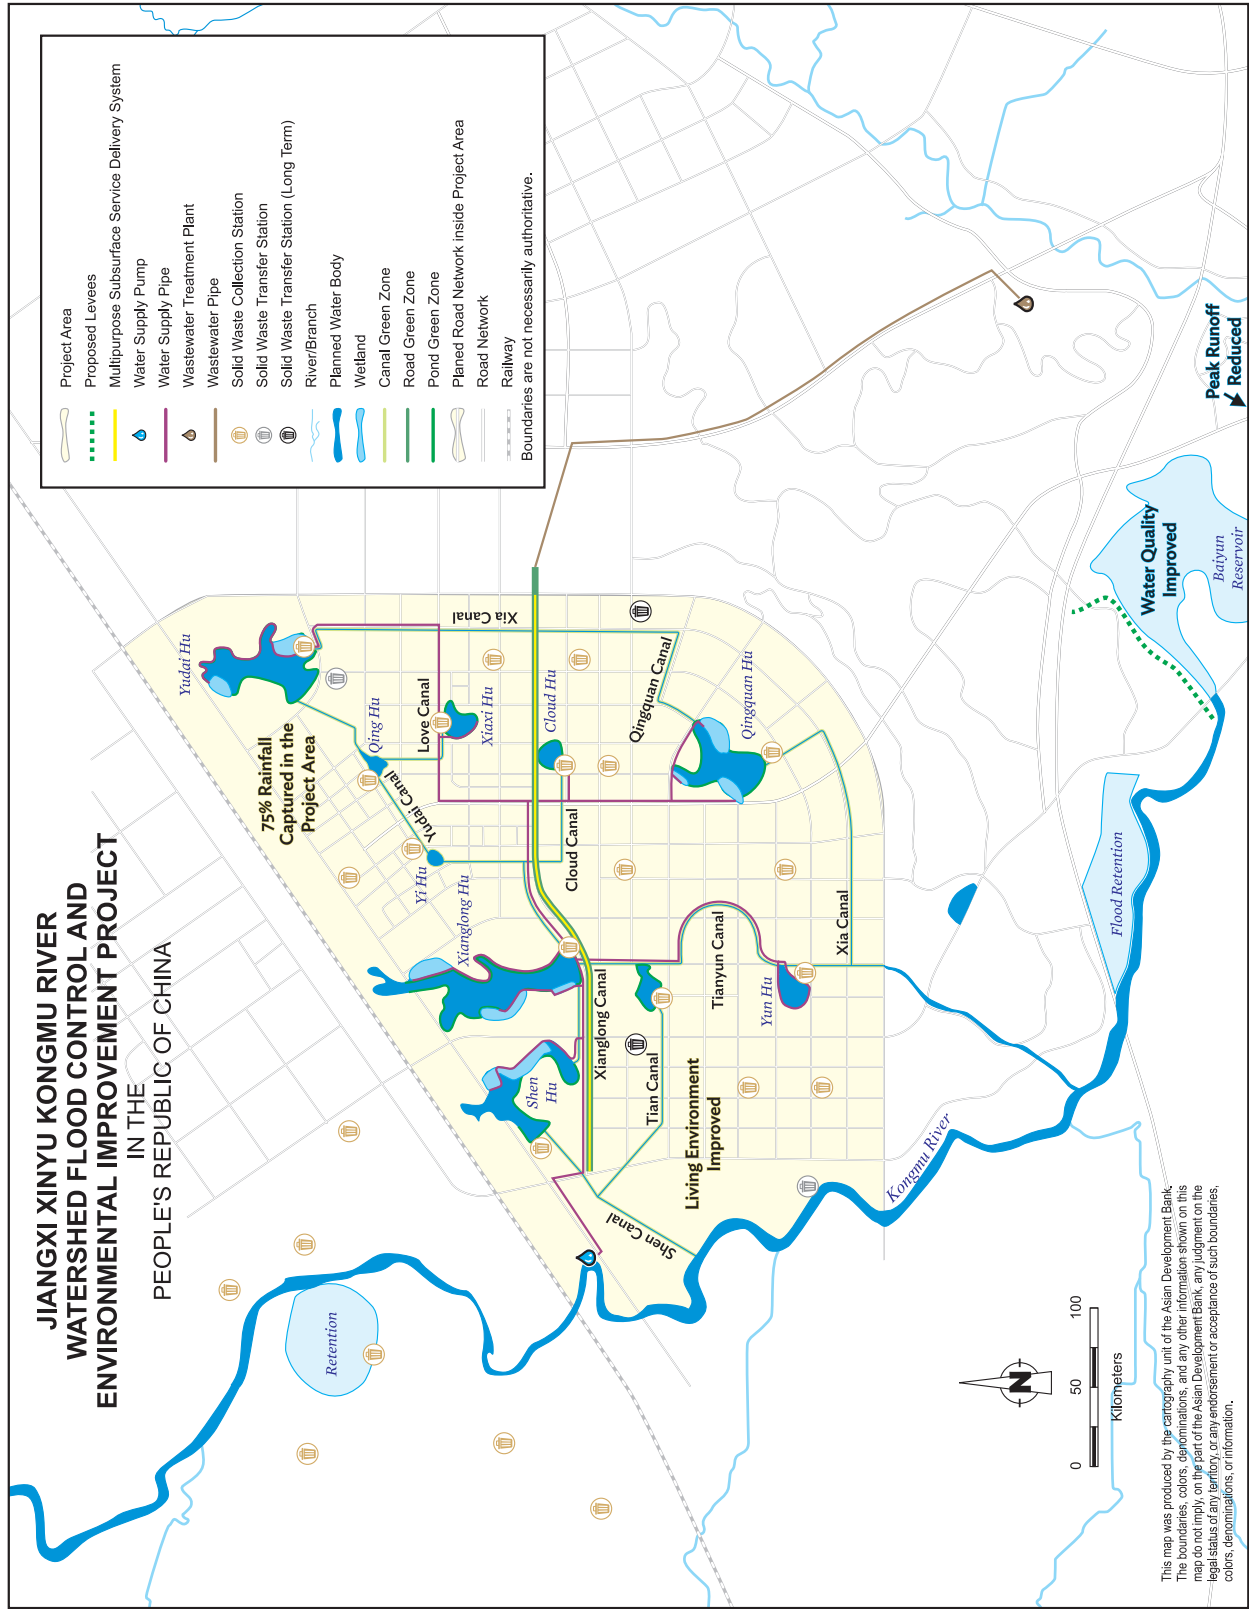 JIANGXI XINYU KONGMU RIVER
WATERSHED FLOOD CONTROL AND
ENVIRONMENTAL IMPROVEMENT PROJECT
IN THE
PEOPLE'S REPUBLIC OF CHINA
Project Area
Proposed Levees
Multipurpose Subsurface Service Delivery System
Water Supply Pump
Water Supply Pipe
Wastewater Treatment Plant
Wastewater Pipe
Solid Waste Collection Station
Solid Waste Transfer Station
Solid Waste Transfer Station (Long Term)
River/Branch
Planned Water Body
Wetland
Canal Green Zone
Road Green Zone
Pond Green Zone
Planed Road Network inside Project Area
Road Network
Railway
Boundaries are not necessarily authoritative.
Yudai Hu
75% Rainfall
Captured in the
Project Area
Qing Hu
Love Canal
Xia Canal
Xiaxi Hu
Yudai Canal
Yi Hu
Cloud Hu
Cloud Canal
Qingquan Canal
Qingquan Hu
Xianglong Hu
Xianglong Canal
Shen
Hu
Tian Canal
Tianyun Canal
Yun Hu
Xia Canal
Living Environment
Improved
Shen Canal
Kongmu River
Retention
Flood Retention
Water Quality
Improved
Baiyun
Reservoir
Peak Runoff
Reduced
N
0
50
100
Kilometers
This map was produced by the cartography unit of the Asian Development Bank.
The boundaries, colors, denominations, and any other information shown on this
map do not imply, on the part of the Asian Development Bank, any judgment on the
legal status of any territory, or any endorsement or acceptance of such boundaries,
colors, denominations, or information.